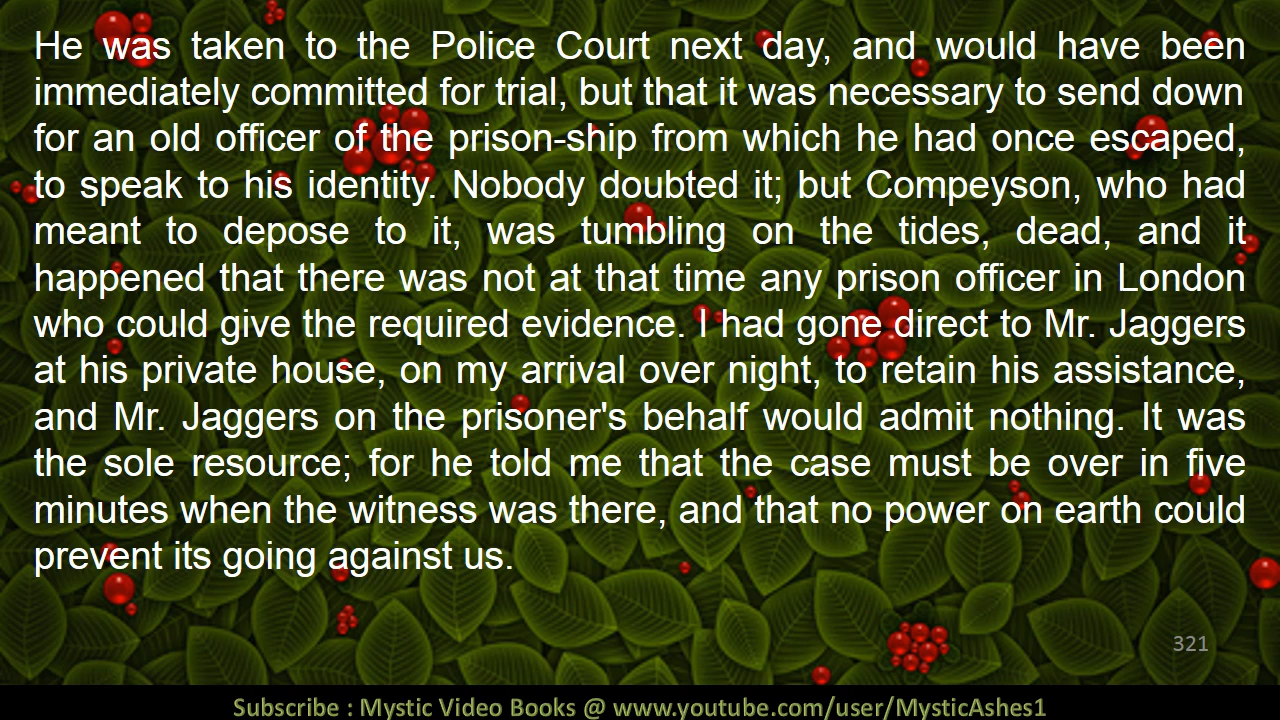 He was taken to the Police Court next day, and would have been
immediately committed for trial, but that it was necessary to send down
for an old officer of the prison-ship from which he had once escaped,
to speak to his identity. Nobody doubted it; but Compeyson, who had
meant to depose to it, was tumbling on the tides, dead, and it
happened that there was not at that time any prison officer in London
who could give the required evidence. I had gone direct to Mr. Jaggers
at his private house, on my arrival over night, to retain his assistance,
and Mr. Jaggers on the prisoner's behalf would admit nothing. It was
the sole resource; for he told me that the case must be over in five
minutes when the witness was there, and that no power on earth could
prevent its going against us.
321
Subscribe : Mystic Video Books @ www.youtube.com/user/MysticAshes1